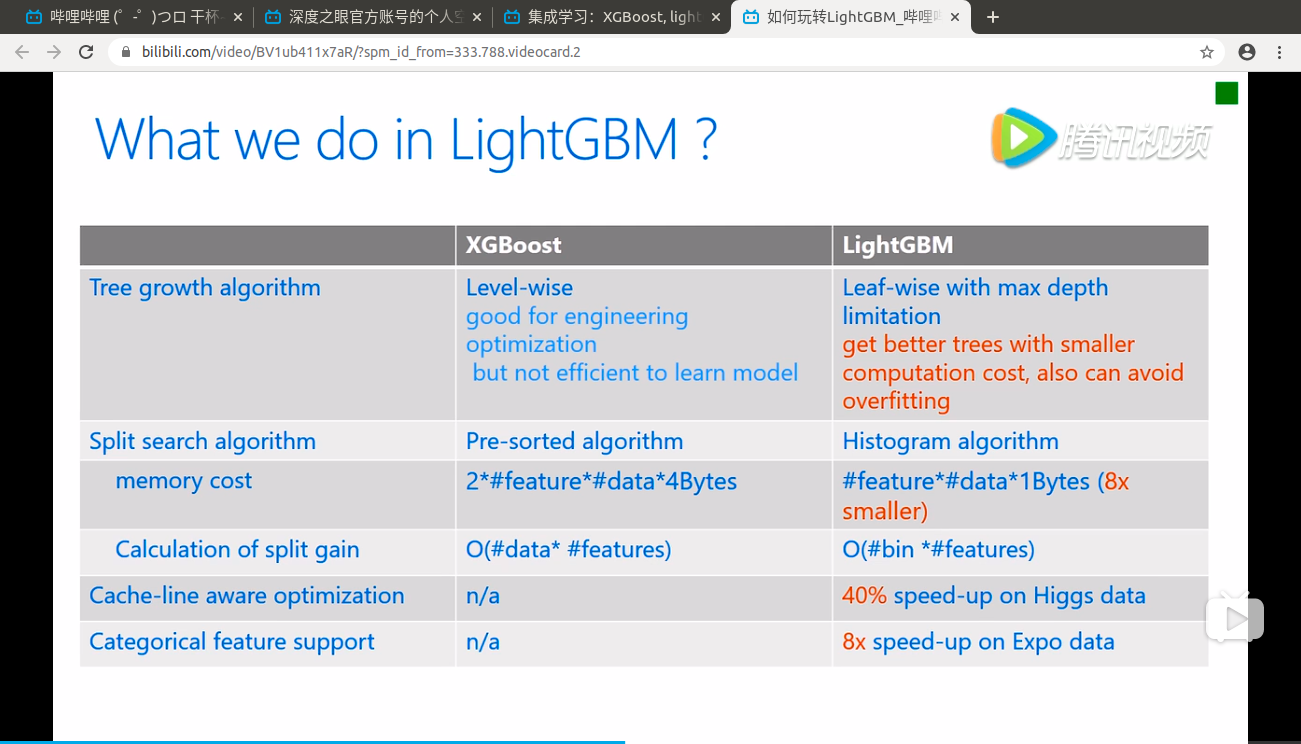 哔哩哔哩 (゜-゜)つロ 干杯
深度之眼官方账号的个人空
集成学习：XGBoost, light
如何玩转LightGBM_哔哩
bilibili.com/video/BV1ub411x7aR/?spm_id_from=333.788.videocard.2
What we do in LightGBM ?
腾讯视频
XGBoost LightGBM
Tree growth algorithm
Level-wise
good for engineering
optimization
but not efficient to learn model
Leaf-wise with max depth
limitation
get better trees with smaller
computation cost, also can avoid
overfitting
Split search algorithm Pre-sorted algorithm Histogram algorithm
memory cost 2*#feature*#data*4Bytes #feature*#data*1Bytes (8x
smaller)
Calculation of split gain O(#data* #features) O(#bin *#features)
Cache-line aware optimization n/a 40% speed-up on Higgs data
Categorical feature support n/a 8x speed-up on Expo data